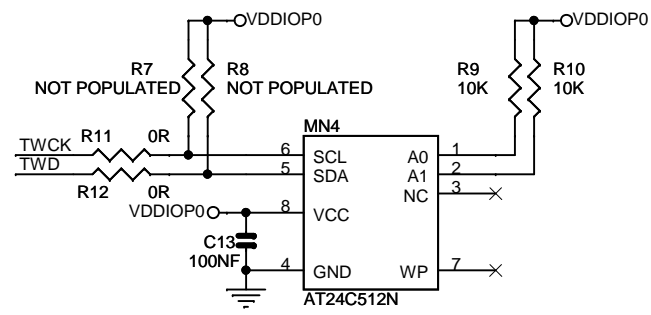 VDDIOP0
VDDIOP0
R7
NOT POPULATED
R8
NOT POPULATED
R9
10K
R10
10K
MN4
TWCK
R11
0R
6
SCL
A0
1
TWD
R12
0R
5
SDA
A1
2
NC
3
VDDIOP0
8
VCC
C13
100NF
4
GND
WP
7
AT24C512N